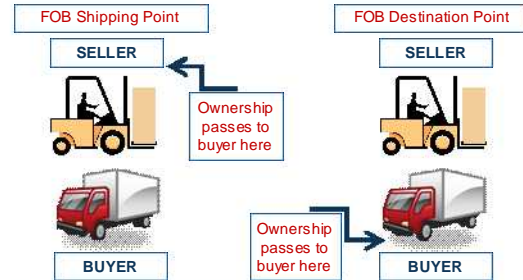 FOB Shipping Point
SELLER
Ownership
passes to
buyer here
BUYER
FOB Destination Point
SELLER
Ownership
passes to
buyer here
BUYER